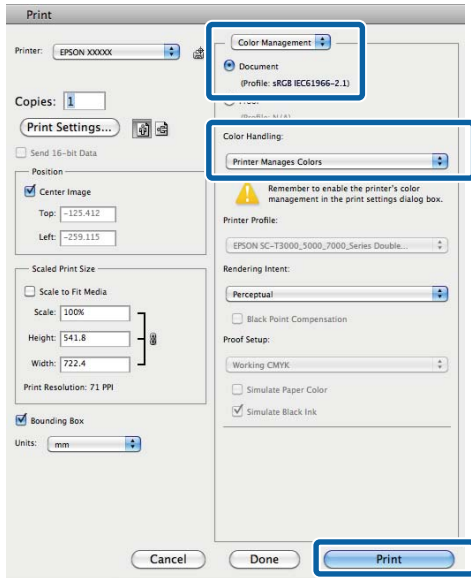 Print
Printer: EPSON XXXXX
Copies: 1
Print Settings...
Send 16-bit Data
Position
Center Image
Top: -125.412
Left: -259.115
Scaled Print Size
Scale to Fit Media
Scale: 100%
Height: 541.8
Width: 722.4
Print Resolution: 71 PPI
Bounding Box
Units: mm
Color Management
Document
(Profile: sRGB IEC61966-2.1)
Color Handling:
Printer Manages Colors
Remember to enable the printer's color
management in the print settings dialog box.
Printer Profile:
EPSON SC-T3000_5000_7000_Series Double...
Rendering Intent:
Perceptual
Black Point Compensation
Proof Setup:
Working CMYK
Simulate Paper Color
Simulate Black Ink
Cancel
Done
Print